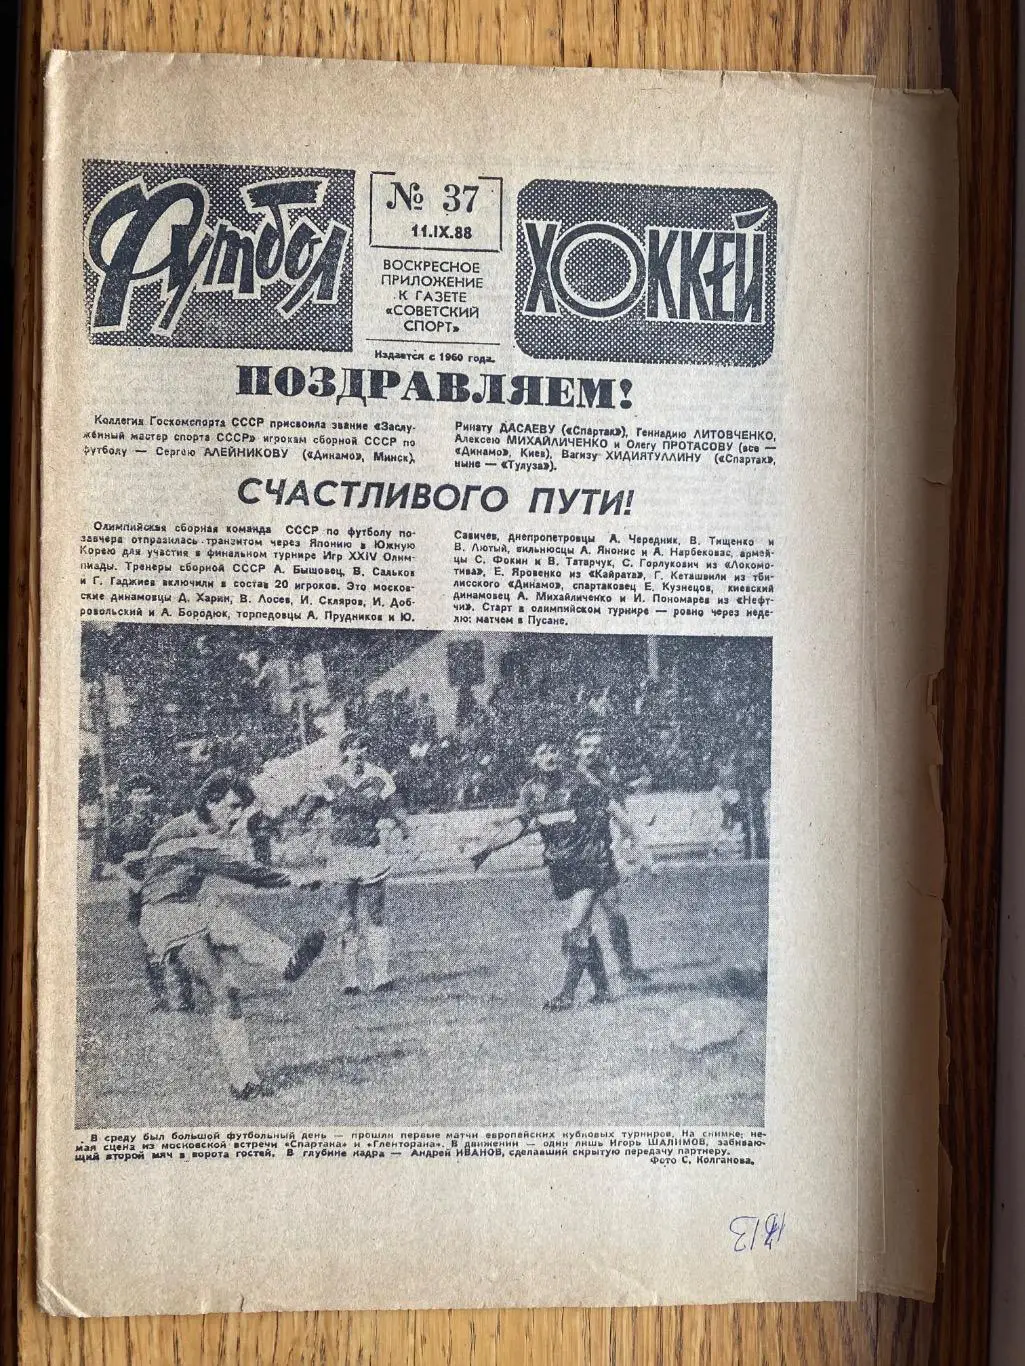 Футбол
№ 37
11.IX.88
ВОСКРЕСНОЕ
ПРИЛОЖЕНИЕ
К ГАЗЕТЕ
«СОВЕТСКИЙ
СПОРТ»
Издается с 1960 года.
ХОККЕЙ
ПОЗДРАВЛЯЕМ!
Коллегия Госкомспорта СССР присвоила звание «Заслу-
женный мастер спорта СССР» игрокам сборной СССР по
футболу — Сергею АЛЕЙНИКОВУ («Динамо», Минск),
Ринату ДАСАЕВУ («Спартак»), Геннадию ЛИТОВЧЕНКО,
Алексею МИХАЙЛИЧЕНКО и Олегу ПРОТАСОВУ (все —
«Динамо», Киев), Вагизу ХИДИЯТУЛЛИНУ («Спартак»,
ныне — «Тулуза»).
СЧАСТЛИВОГО ПУТИ!
Олимпийская сборная команда СССР по футболу по-
завчера отправилась транзитом через Японию в Южную
Корею для участия в финальном турнире Игр XXIV Олим-
пиады. Тренеры сборной СССР А. Бышовец, В. Сальков
и Г. Гаджиев включили в состав 20 игроков. Это москов-
ские динамовцы Д. Харин, В. Лосев, И. Скляров, И. Доб-
ровольский и А. Бородюк, торпедовцы А. Прудников и Ю.
Савичев, днепропетровцы А. Чередник, В. Тищенко и
В. Лютый, вильнюсцы А. Янонис и А. Нарбековас, армей-
цы С. Фокин и В. Татарчук, С. Горлукович из «Локомо-
тива», Е. Яровенко из «Кайрата», Г. Кеташвили из тби-
лисского «Динамо», спартаковец Е. Кузнецов, киевский
динамовец А. Михайличенко и И. Пономарев из «Нефт-
чи». Старт в олимпийском турнире — ровно через неде-
лю: матчем в Пусане.
В среду был большой футбольный день — прошли первые матчи европейских кубковых турниров. На снимке: не-
мая сцена из московской встречи «Спартака» и «Гленторана». В движении — один лишь Игорь ШАЛИМОВ, забиваю-
щий второй мяч в ворота гостей. В глубине кадра — Андрей ИВАНОВ, сделавший скрытую передачу партнеру.
Фото С. Колганова.